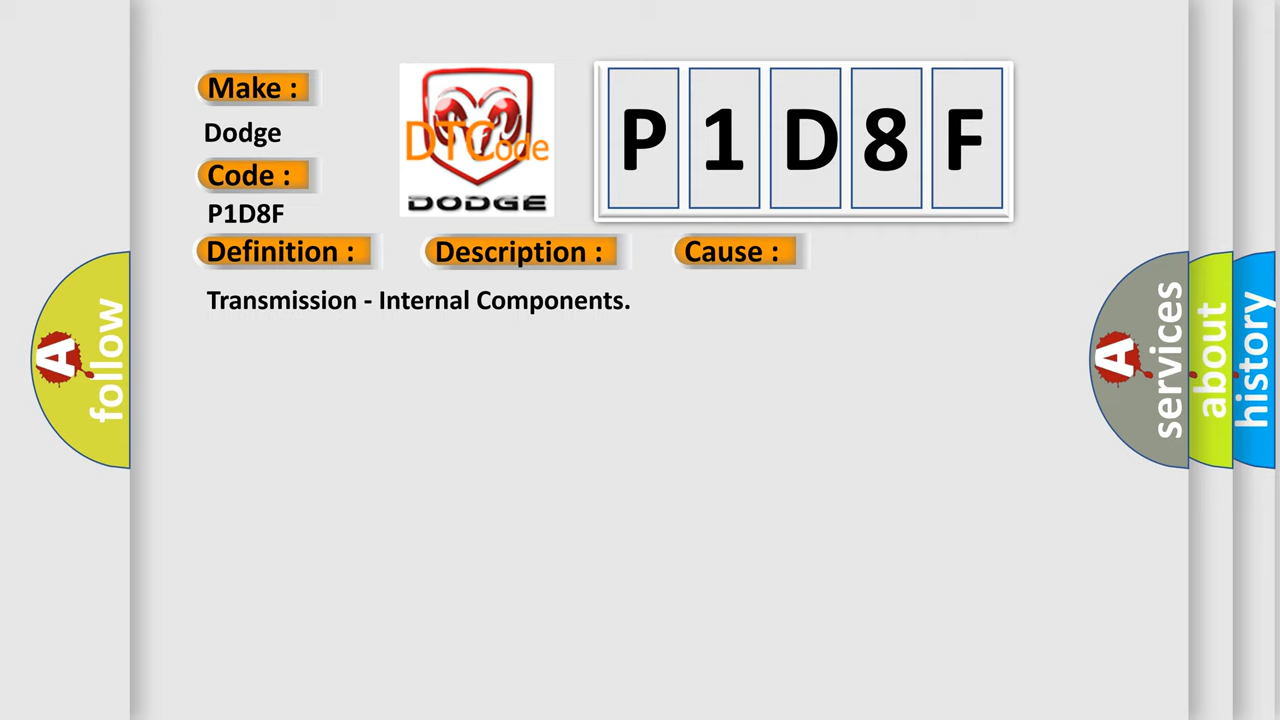 Make :
Dodge
Code :
P1D8F
DTCode
DODGE
P 1 D 8 F
Definition :
Description :
Cause :
Transmission - Internal Components.
A follow
A services
about
history